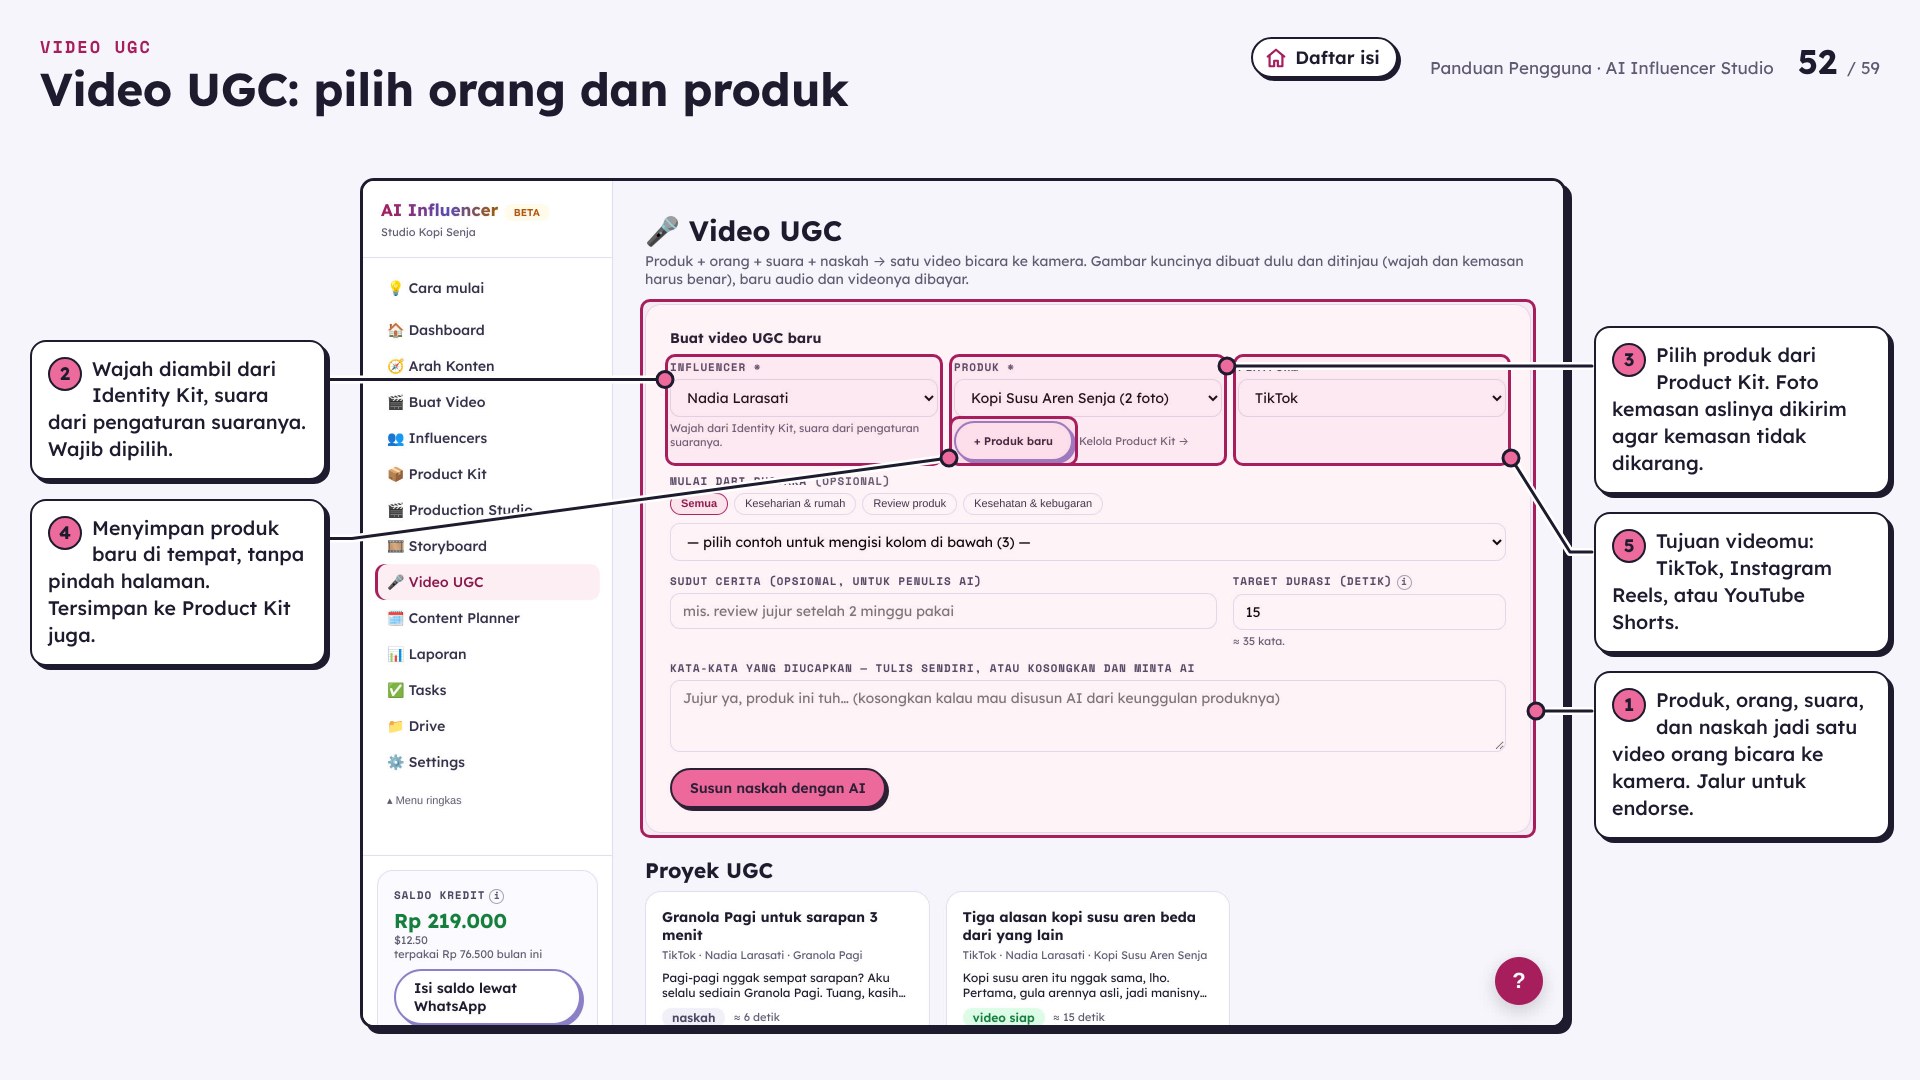 VIDEO UGC
Video UGC: pilih orang dan produk
Daftar isi
Panduan Pengguna · AI Influencer Studio
52 / 59
2 Wajah diambil dari
Identity Kit, suara
dari pengaturan suaranya.
Wajib dipilih.
4 Menyimpan produk
baru di tempat, tanpa
pindah halaman.
Tersimpan ke Product Kit
juga.
AI Influencer BETA
Studio Kopi Senja
Cara mulai
Dashboard
Arah Konten
Buat Video
Influencers
Product Kit
Production Studio
Storyboard
Video UGC
Content Planner
Laporan
Tasks
Drive
Settings
▴ Menu ringkas
SALDO KREDIT i
Rp 219.000
$12.50
terpakai Rp 76.500 bulan ini
Isi saldo lewat
WhatsApp
Video UGC
Produk + orang + suara + naskah → satu video bicara ke kamera. Gambar kuncinya dibuat dulu dan ditinjau (wajah dan kemasan
harus benar), baru audio dan videonya dibayar.
Buat video UGC baru
INFLUENCER *
Nadia Larasati
Wajah dari Identity Kit, suara dari pengaturan
suaranya.
PRODUK *
Kopi Susu Aren Senja (2 foto)
+ Produk baru
Kelola Product Kit →
TikTok
MULAI DARI (OPSIONAL)
Semua
Keseharian & rumah
Review produk
Kesehatan & kebugaran
— pilih contoh untuk mengisi kolom di bawah (3) —
SUDUT CERITA (OPSIONAL, UNTUK PENULIS AI)
mis. review jujur setelah 2 minggu pakai
TARGET DURASI (DETIK) i
15
≈ 35 kata.
KATA-KATA YANG DIUCAPKAN — TULIS SENDIRI, ATAU KOSONGKAN DAN MINTA AI
Jujur ya, produk ini tuh… (kosongkan kalau mau disusun AI dari keunggulan produknya)
Susun naskah dengan AI
Proyek UGC
Granola Pagi untuk sarapan 3
menit
TikTok · Nadia Larasati · Granola Pagi
Pagi-pagi nggak sempat sarapan? Aku
selalu sediain Granola Pagi. Tuang, kasih…
naskah ≈ 6 detik
Tiga alasan kopi susu aren beda
dari yang lain
TikTok · Nadia Larasati · Kopi Susu Aren Senja
Kopi susu aren itu nggak sama, lho.
Pertama, gula arennya asli, jadi manisny…
video siap ≈ 15 detik
?
3 Pilih produk dari
Product Kit. Foto
kemasan aslinya dikirim
agar kemasan tidak
dikarang.
5 Tujuan videomu:
TikTok, Instagram
Reels, atau YouTube
Shorts.
1 Produk, orang, suara,
dan naskah jadi satu
video orang bicara ke
kamera. Jalur untuk
endorse.